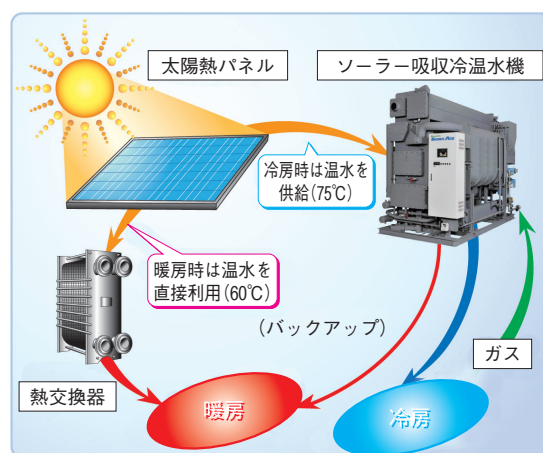 太陽熱パネル
ソーラー吸収冷温水機
冷房時は温水を
供給(75℃)
暖房時は温水を
直接利用(60℃)
(バックアップ)
ガス
熱交換器
暖房
冷房